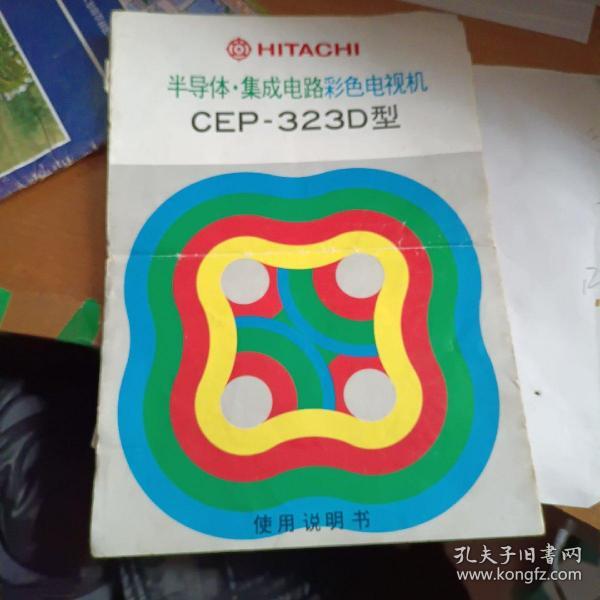 HITACHI
半导体·集成电路彩色电视机
CEP-323D型
使用说明书
孔夫子旧书网
www.kongfz.com